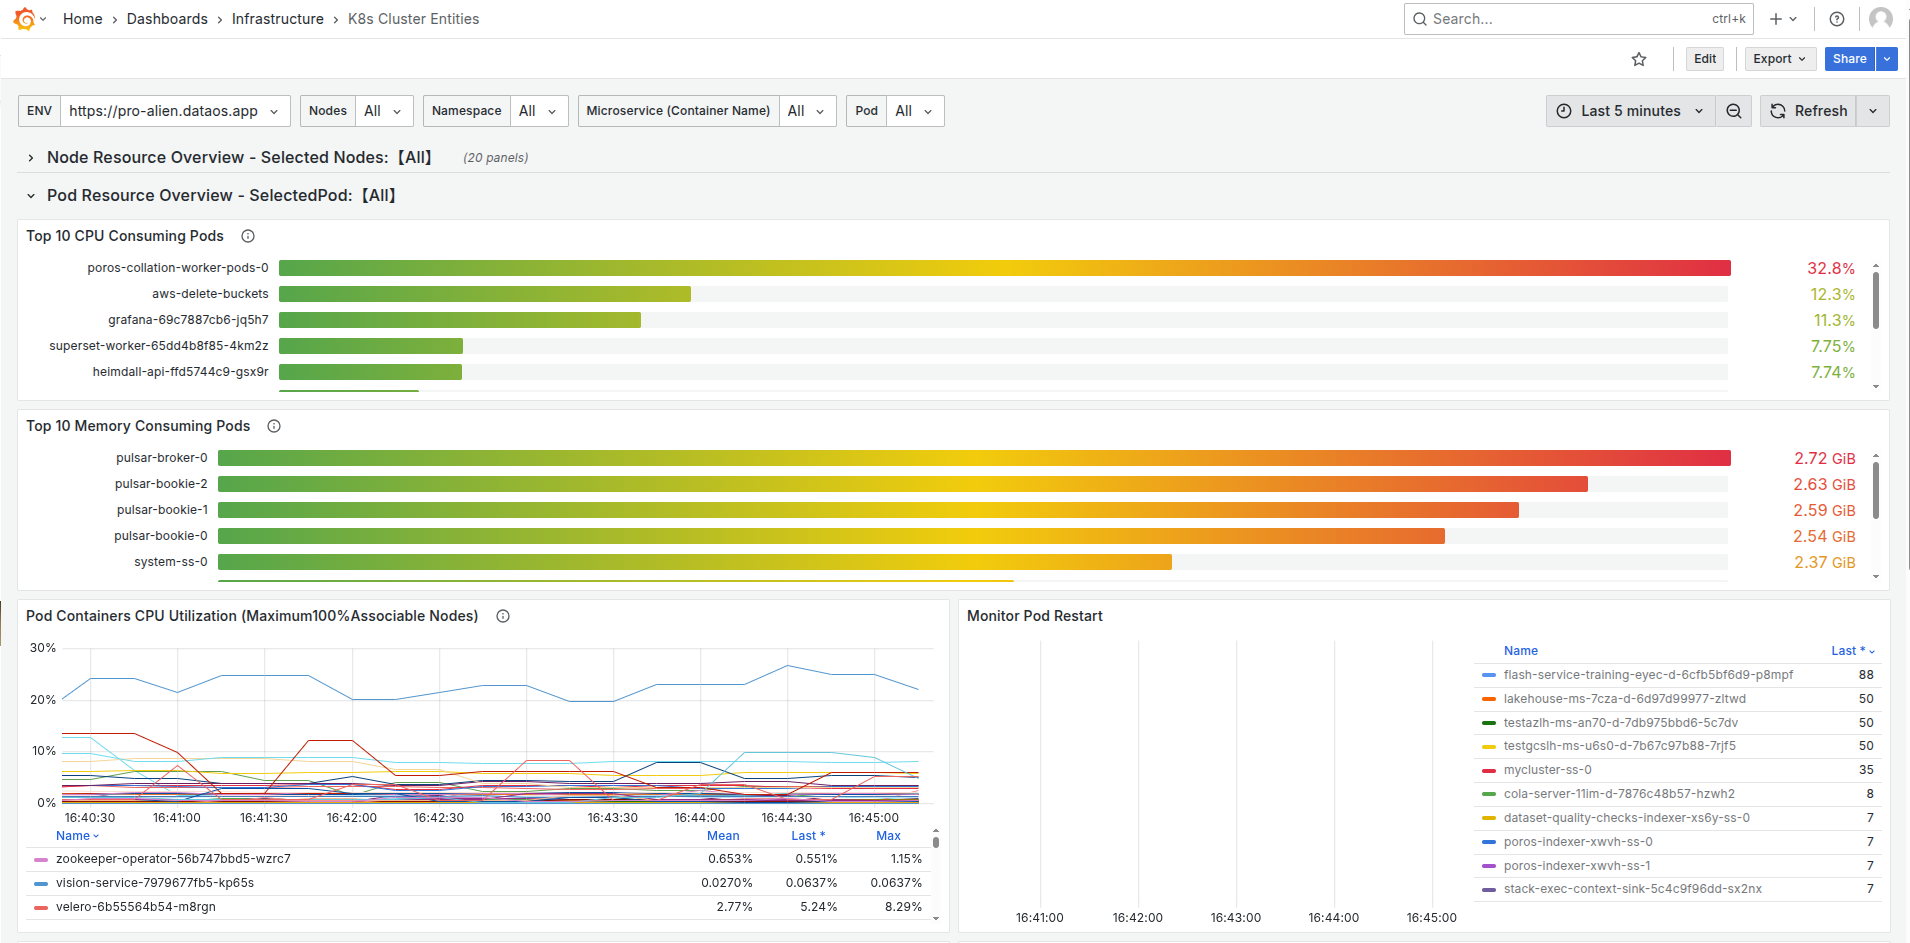 Home › Dashboards › Infrastructure › K8s Cluster Entities
Search... ctrl+k
Edit Export Share
ENV https://pro-alien.dataos.app Nodes All Namespace All Microservice (Container Name) All Pod All Last 5 minutes Refresh
Node Resource Overview - Selected Nodes:【All】 (20 panels)
Pod Resource Overview - SelectedPod:【All】
Top 10 CPU Consuming Pods
poros-collation-worker-pods-0 32.8%
aws-delete-buckets 12.3%
grafana-69c7887cb6-jq5h7 11.3%
superset-worker-65dd4b8f85-4km2z 7.75%
heimdall-api-ffd5744c9-gsx9r 7.74%
Top 10 Memory Consuming Pods
pulsar-broker-0 2.72 GiB
pulsar-bookie-2 2.63 GiB
pulsar-bookie-1 2.59 GiB
pulsar-bookie-0 2.54 GiB
system-ss-0 2.37 GiB
Pod Containers CPU Utilization (Maximum100%Associable Nodes)
30%
20%
10%
0%
16:40:30 16:41:00 16:41:30 16:42:00 16:42:30 16:43:00 16:43:30 16:44:00 16:44:30 16:45:00
Name Mean Last * Max
zookeeper-operator-56b747bbd5-wzrc7 0.653% 0.551% 1.15%
vision-service-7979677fb5-kp65s 0.0270% 0.0637% 0.0637%
velero-6b55564b54-m8rgn 2.77% 5.24% 8.29%
Monitor Pod Restart
Name Last *
flash-service-training-eyec-d-6cfb5bf6d9-p8mpf 88
lakehouse-ms-7cza-d-6d97d99977-zltwd 50
testazlh-ms-an70-d-7db975bbd6-5c7dv 50
testgcslh-ms-u6s0-d-7b67c97b88-7rjf5 50
mycluster-ss-0 35
cola-server-11lm-d-7876c48b57-hzwh2 8
dataset-quality-checks-indexer-xs6y-ss-0 7
poros-indexer-xwvh-ss-0 7
poros-indexer-xwvh-ss-1 7
stack-exec-context-sink-5c4c9f96dd-sx2nx 7
16:41:00 16:42:00 16:43:00 16:44:00 16:45:00